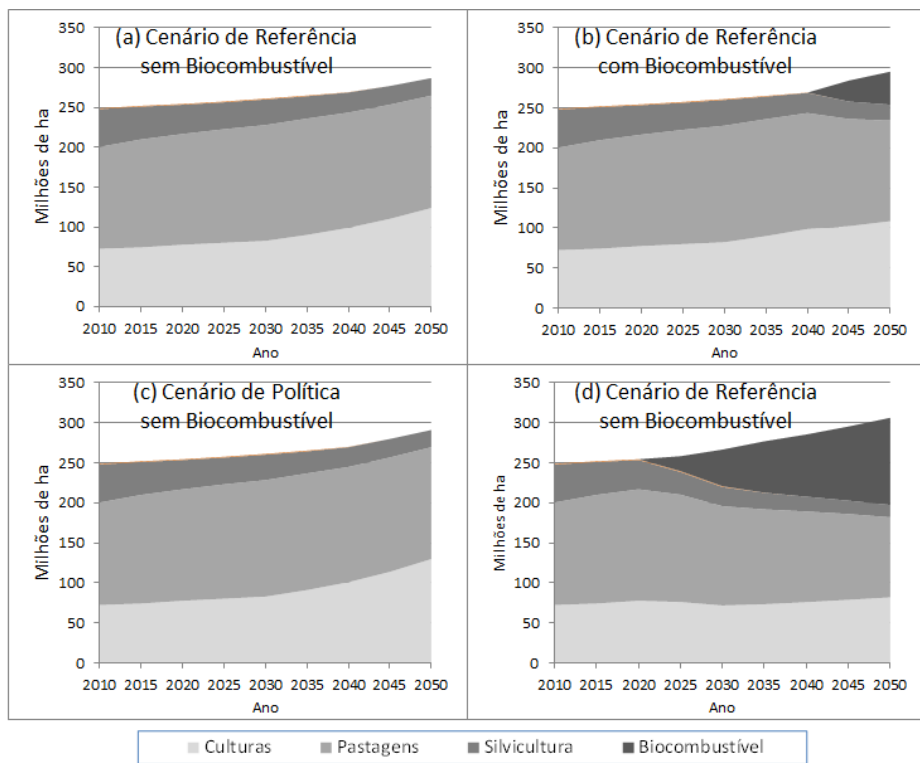 (a) Cenário de Referência
sem Biocombustível
Milhões de ha
350
300
250
200
150
100
50
0
2010 2015 2020 2025 2030 2035 2040 2045 2050
Ano
(b) Cenário de Referência
com Biocombustível
Milhões de ha
350
300
250
200
150
100
50
0
2010 2015 2020 2025 2030 2035 2040 2045 2050
Ano
(c) Cenário de Política
sem Biocombustível
Milhões de ha
350
300
250
200
150
100
50
0
2010 2015 2020 2025 2030 2035 2040 2045 2050
Ano
(d) Cenário de Referência
sem Biocombustível
Milhões de ha
350
300
250
200
150
100
50
0
2010 2015 2020 2025 2030 2035 2040 2045 2050
Ano
Culturas Pastagens Silvicultura Biocombustível